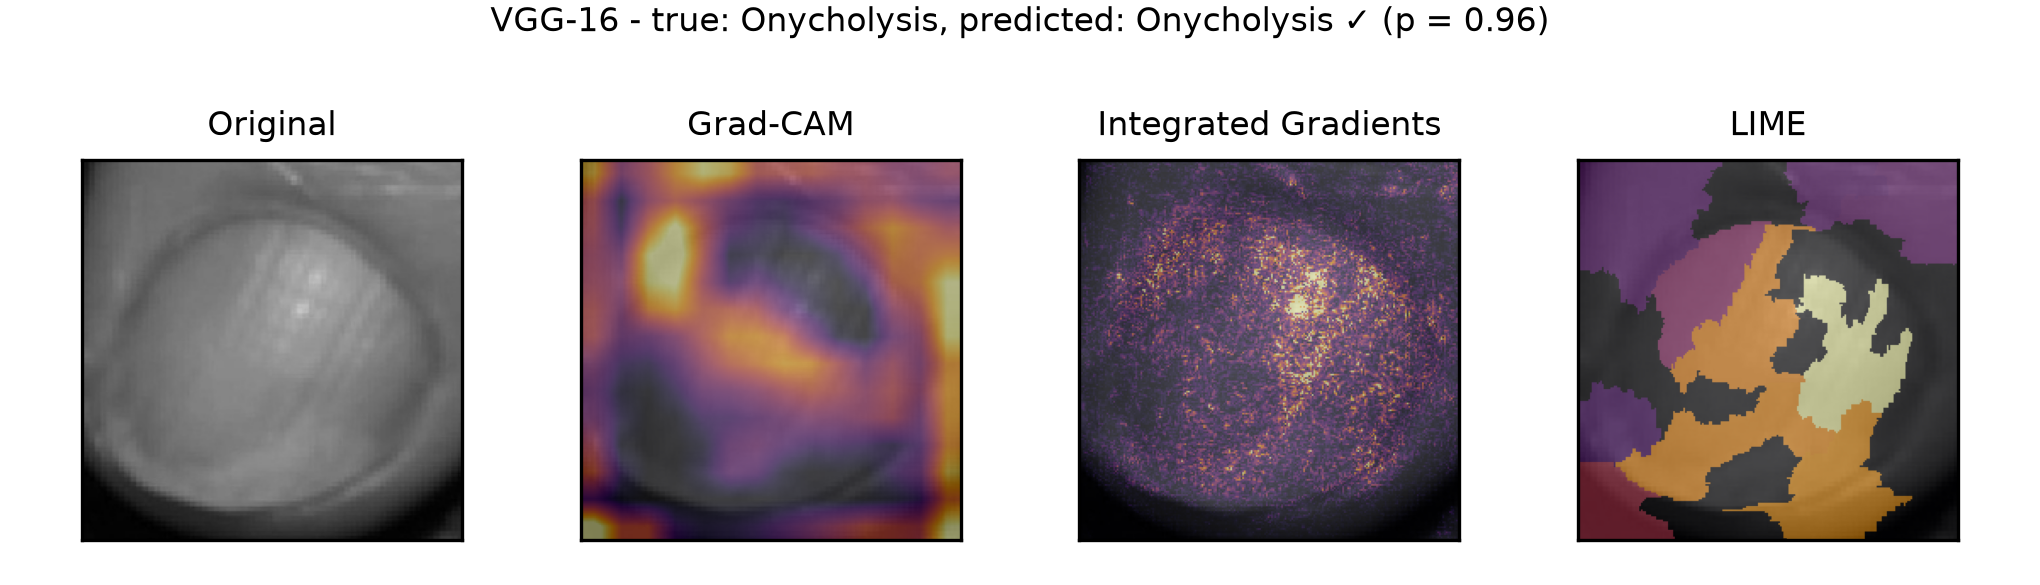 VGG-16 - true: Onycholysis, predicted: Onycholysis ✓ (p = 0.96)
Original
Grad-CAM
Integrated Gradients
LIME